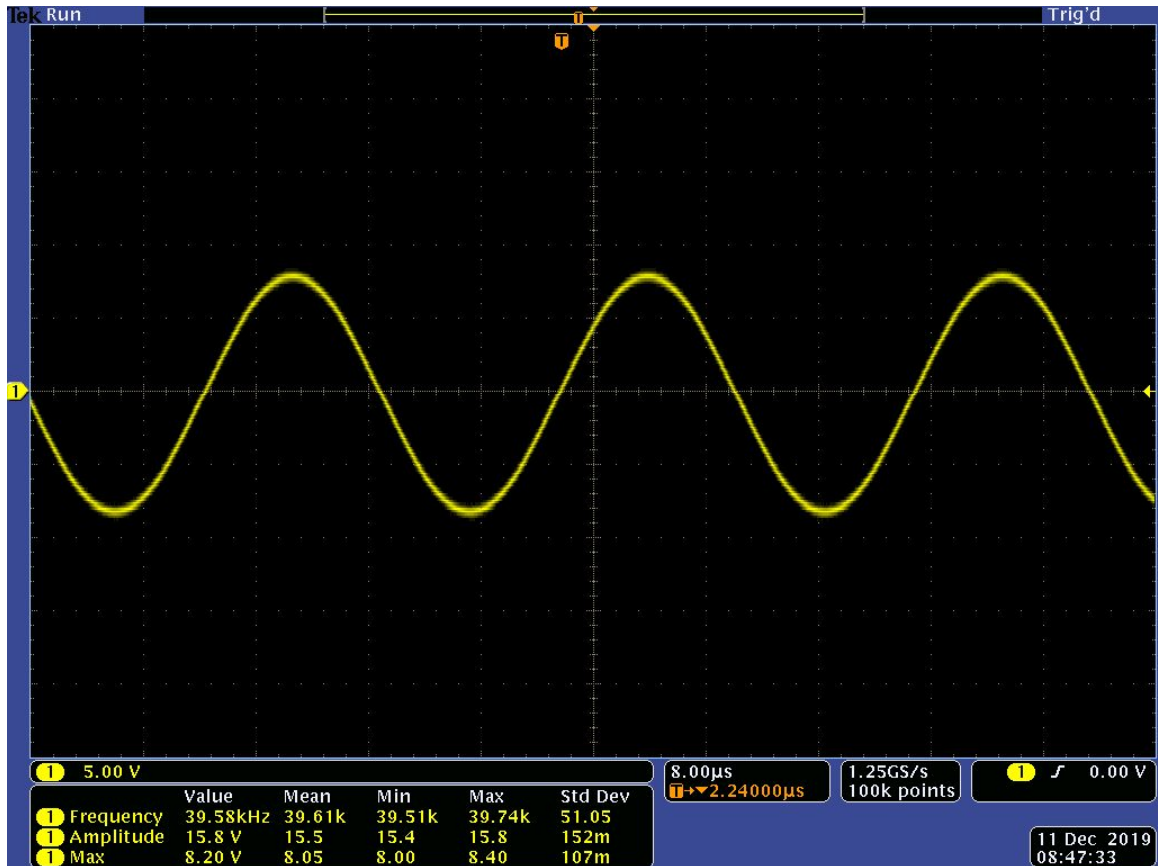 Tek Run Trig'd
T
T
1
1 5.00 V
8.00µs
T→▼2.24000µs
1.25GS/s
100k points
1 ʃ 0.00 V
Value Mean Min Max Std Dev
1 Frequency 39.58kHz 39.61k 39.51k 39.74k 51.05
1 Amplitude 15.8 V 15.5 15.4 15.8 152m
1 Max 8.20 V 8.05 8.00 8.40 107m
11 Dec 2019
08:47:33